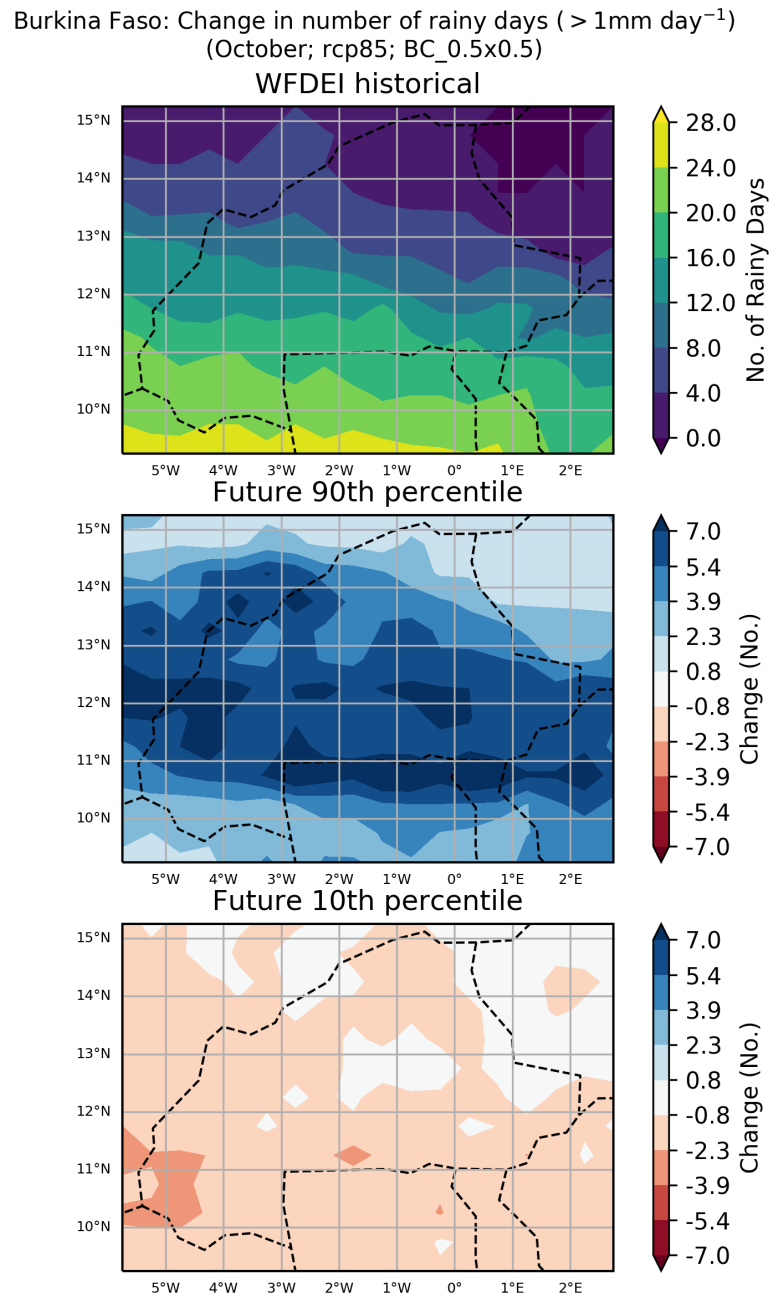 Burkina Faso: Change in number of rainy days (>1mm day⁻¹)
(October; rcp85; BC_0.5x0.5)
WFDEI historical
15°N
14°N
13°N
12°N
11°N
10°N
5°W 4°W 3°W 2°W 1°W 0° 1°E 2°E
28.0
24.0
20.0
16.0
12.0
8.0
4.0
0.0
No. of Rainy Days
Future 90th percentile
15°N
14°N
13°N
12°N
11°N
10°N
5°W 4°W 3°W 2°W 1°W 0° 1°E 2°E
7.0
5.4
3.9
2.3
0.8
-0.8
-2.3
-3.9
-5.4
-7.0
Change (No.)
Future 10th percentile
15°N
14°N
13°N
12°N
11°N
10°N
5°W 4°W 3°W 2°W 1°W 0° 1°E 2°E
7.0
5.4
3.9
2.3
0.8
-0.8
-2.3
-3.9
-5.4
-7.0
Change (No.)